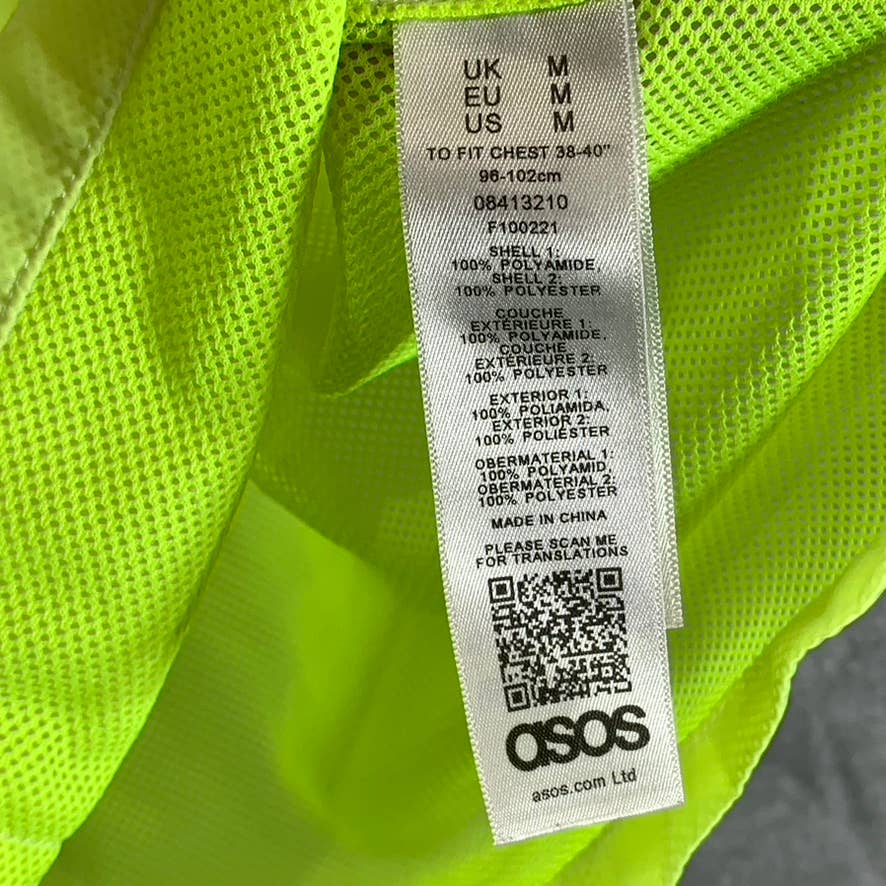 UK M
EU M
US M
TO FIT CHEST 38-40"
96-102cm
08413210
F100221
SHELL 1:
100% POLYAMIDE,
SHELL 2:
100% POLYESTER
COUCHE
EXTÉRIEURE 1:
100% POLYAMIDE,
COUCHE
EXTÉRIEURE 2:
100% POLYESTER
EXTERIOR 1:
100% POLIAMIDA,
EXTERIOR 2:
100% POLIÉSTER
OBERMATERIAL 1:
100% POLYAMID,
OBERMATERIAL 2:
100% POLYESTER
MADE IN CHINA
PLEASE SCAN ME
FOR TRANSLATIONS
asos
asos.com Ltd